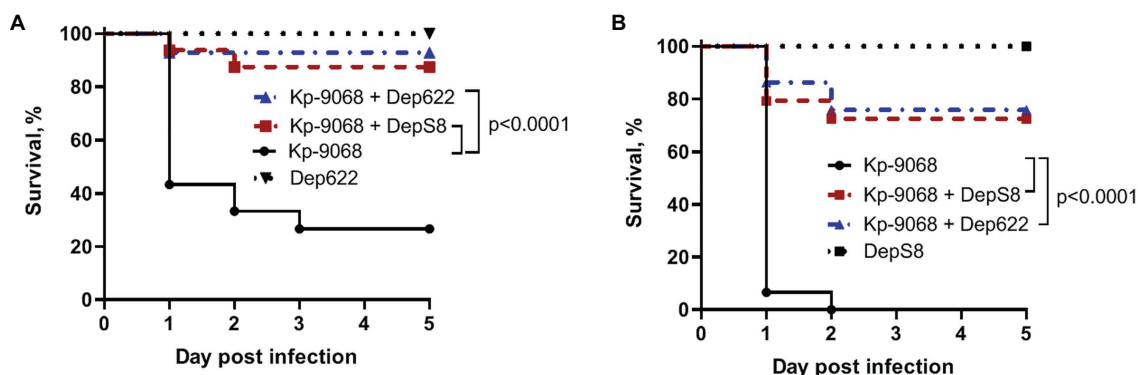 A
Survival, %
100
80
60
40
20
0
0 1 2 3 4 5
Day post infection
Kp-9068 + Dep622
Kp-9068 + DepS8
Kp-9068
Dep622
p<0.0001
B
Survival, %
100
80
60
40
20
0
0 1 2 3 4 5
Day post infection
Kp-9068
Kp-9068 + DepS8
Kp-9068 + Dep622
DepS8
p<0.0001